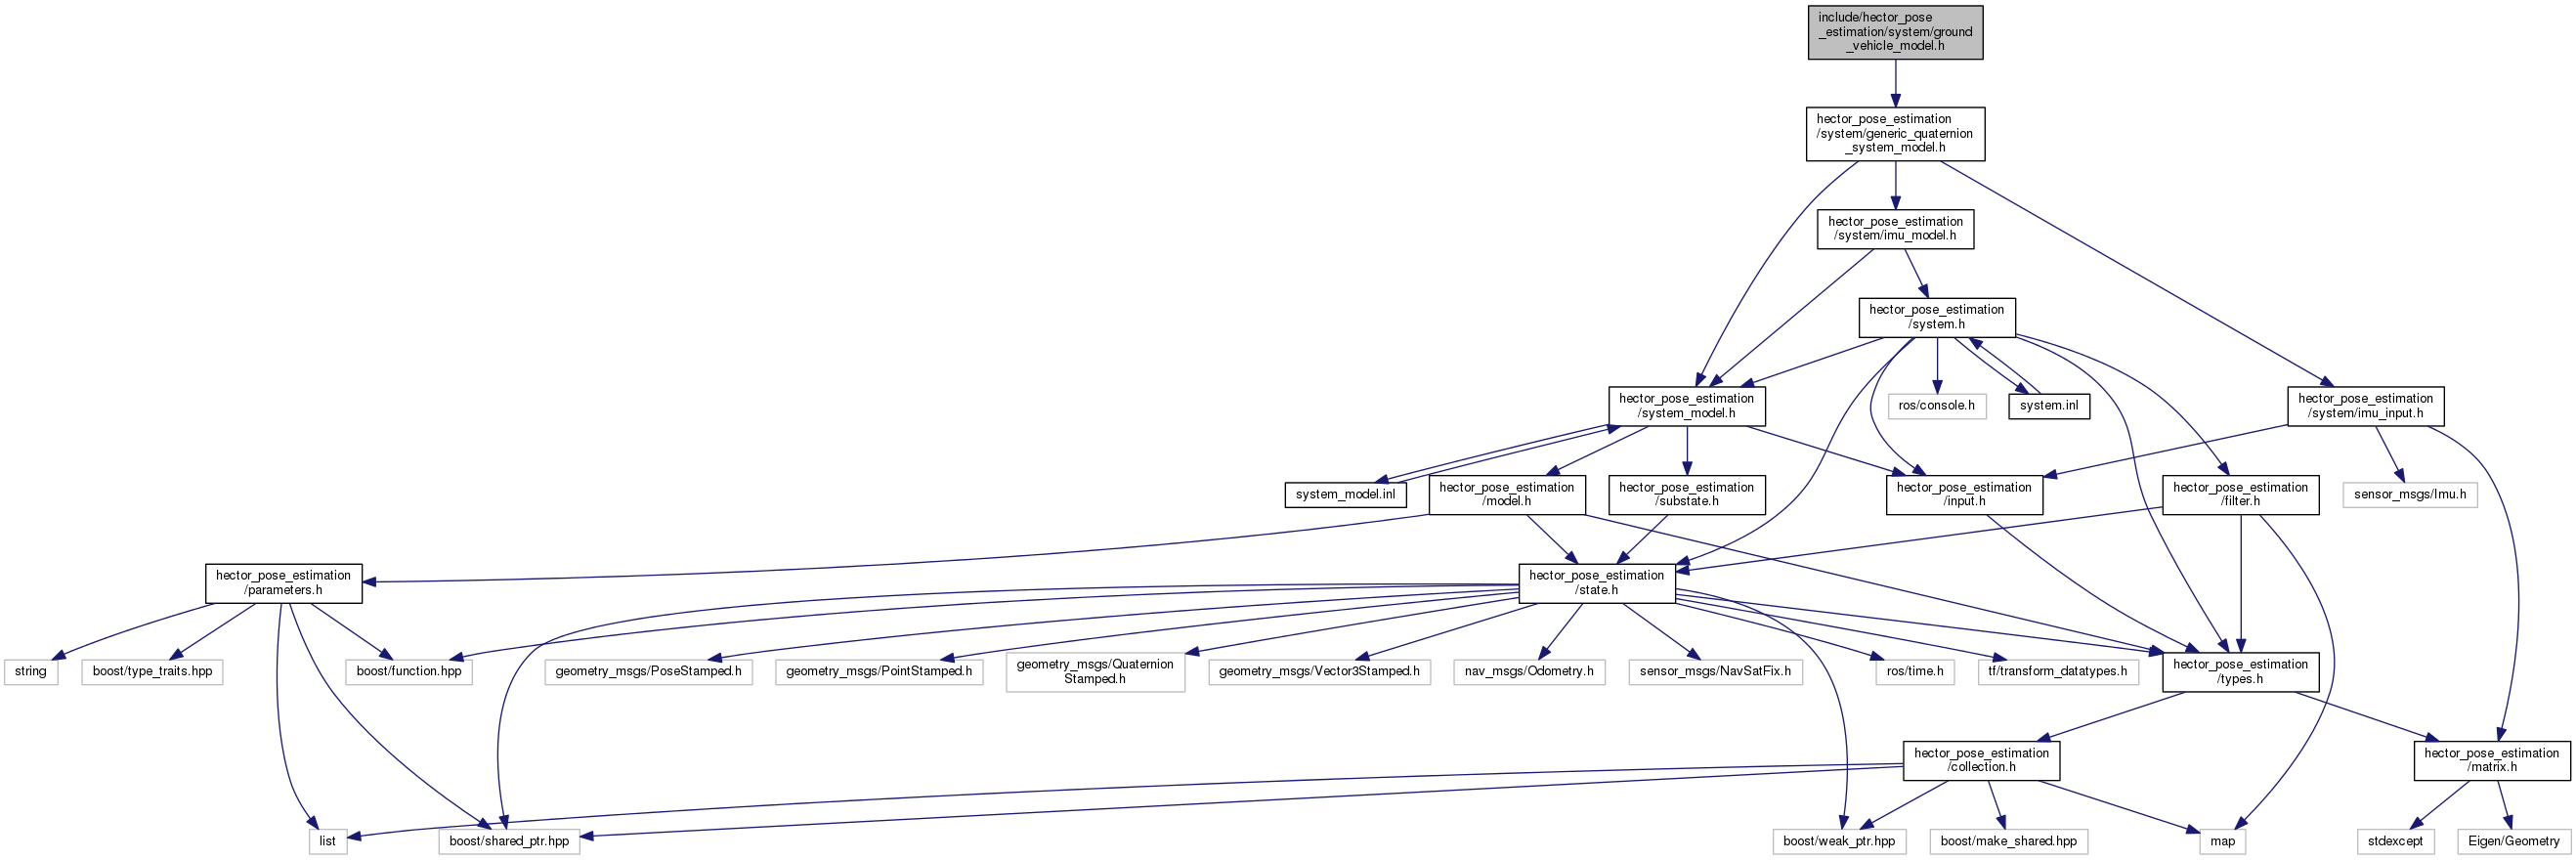 include/hector_pose
_estimation/system/ground
_vehicle_model.h
hector_pose_estimation
/system/generic_quaternion
_system_model.h
hector_pose_estimation
/system/imu_model.h
hector_pose_estimation
/system.h
hector_pose_estimation
/system_model.h
ros/console.h
system.inl
hector_pose_estimation
/system/imu_input.h
system_model.inl
hector_pose_estimation
/model.h
hector_pose_estimation
/substate.h
hector_pose_estimation
/input.h
hector_pose_estimation
/filter.h
sensor_msgs/Imu.h
hector_pose_estimation
/parameters.h
hector_pose_estimation
/state.h
string
boost/type_traits.hpp
boost/function.hpp
geometry_msgs/PoseStamped.h
geometry_msgs/PointStamped.h
geometry_msgs/Quaternion
Stamped.h
geometry_msgs/Vector3Stamped.h
nav_msgs/Odometry.h
sensor_msgs/NavSatFix.h
ros/time.h
tf/transform_datatypes.h
hector_pose_estimation
/types.h
hector_pose_estimation
/collection.h
hector_pose_estimation
/matrix.h
list
boost/shared_ptr.hpp
boost/weak_ptr.hpp
boost/make_shared.hpp
map
stdexcept
Eigen/Geometry